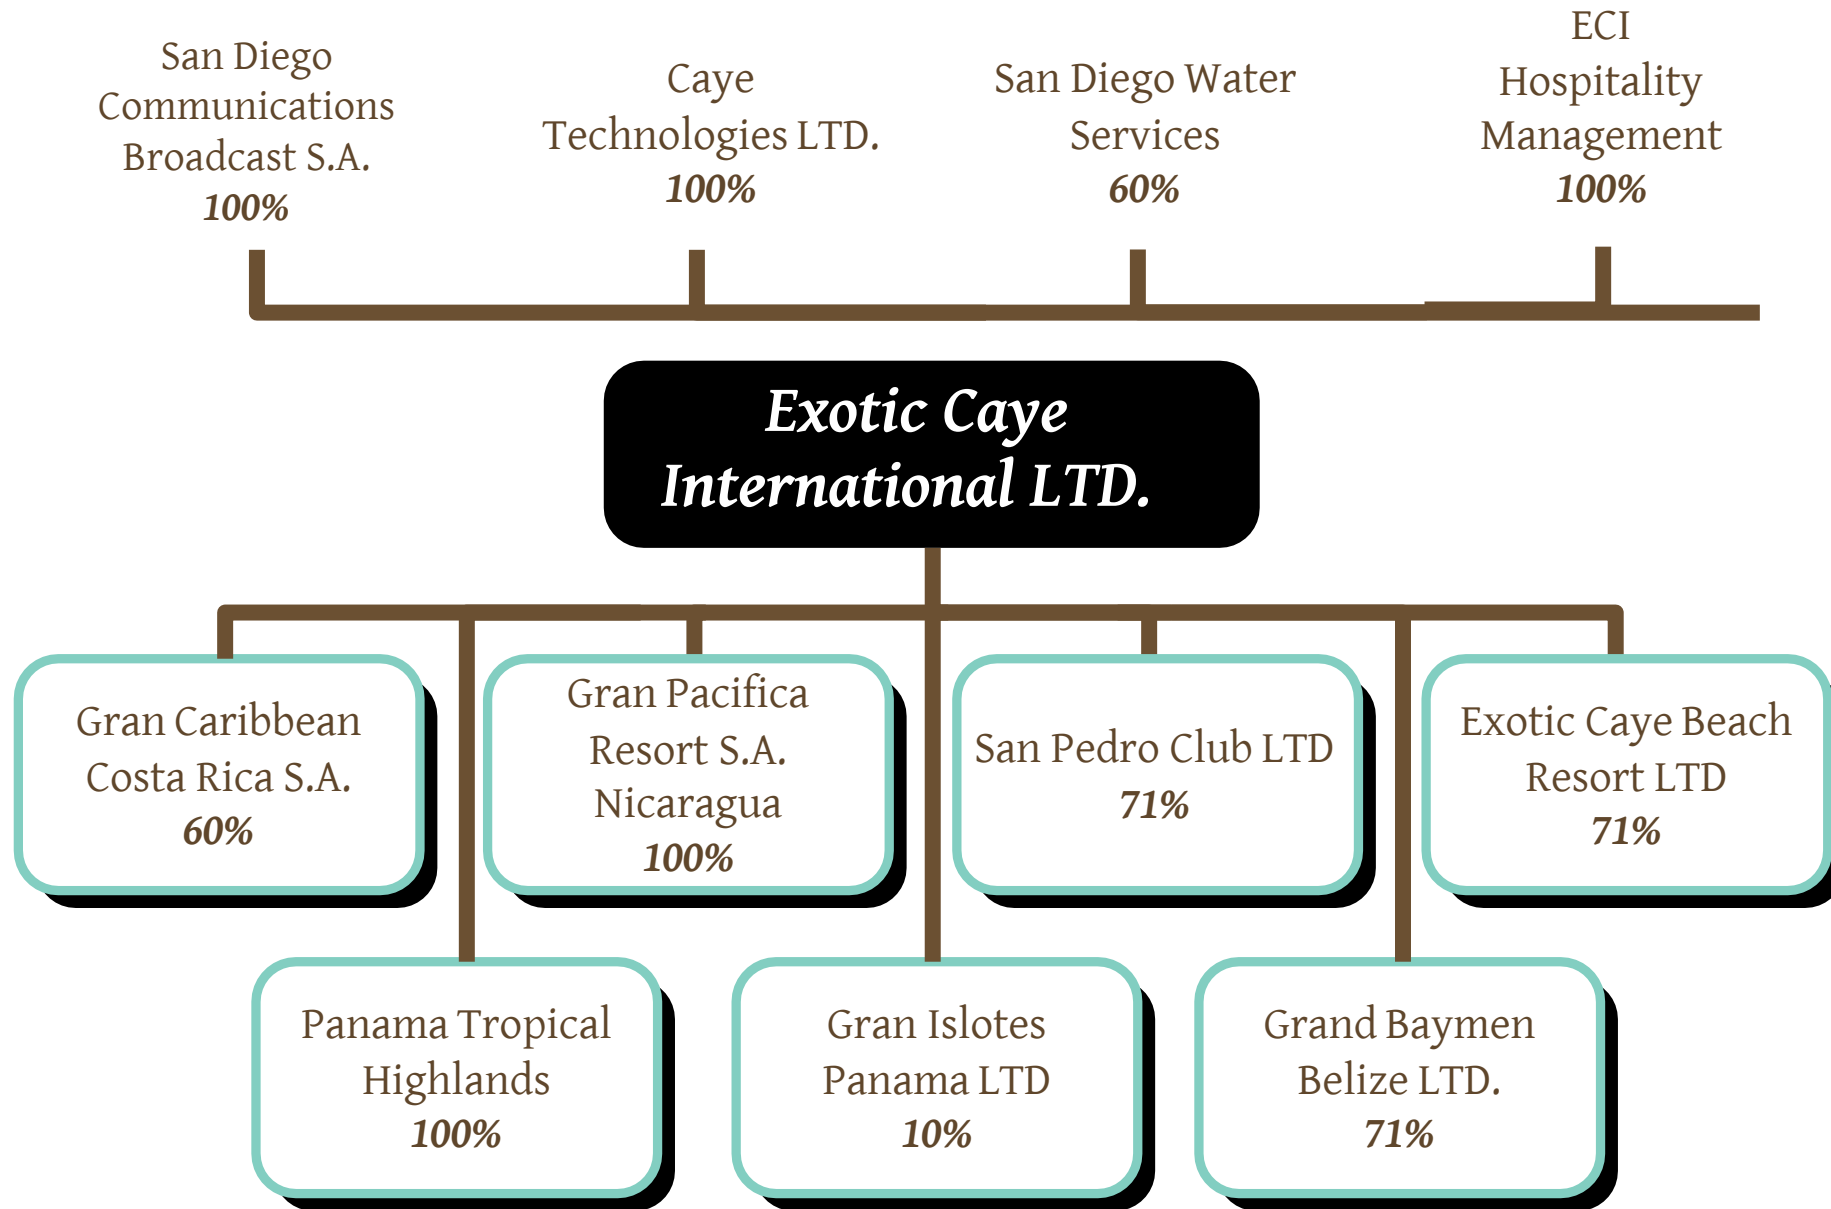 San Diego
Communications
Broadcast S.A.
100%
Caye
Technologies LTD.
100%
San Diego Water
Services
60%
ECI
Hospitality
Management
100%
Exotic Caye
International LTD.
Gran Caribbean
Costa Rica S.A.
60%
Gran Pacifica
Resort S.A.
Nicaragua
100%
San Pedro Club LTD
71%
Exotic Caye Beach
Resort LTD
71%
Panama Tropical
Highlands
100%
Gran Islotes
Panama LTD
10%
Grand Baymen
Belize LTD.
71%